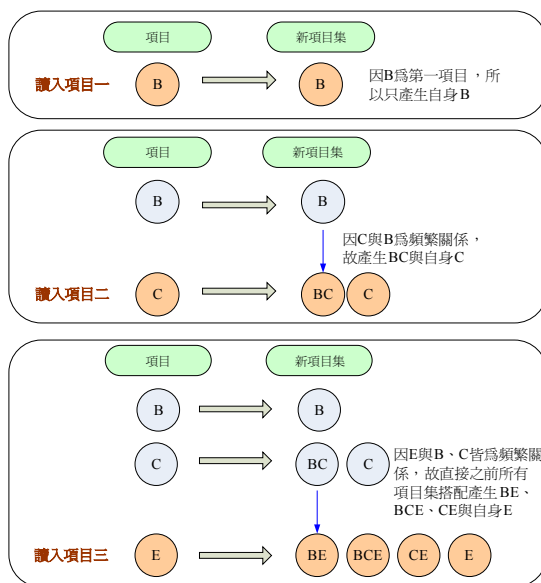 項目
新項目集
讀入項目一
B
B
因B爲第一項目，所
以只產生自身B
項目
新項目集
B
B
因C與B爲頻繁關係，
故產生BC與自身C
讀入項目二
C
BC
C
項目
新項目集
B
B
C
BC
C
因E與B、C皆爲頻繁關
係，故直接之前所有
項目集搭配產生BE、
BCE、CE與自身E
讀入項目三
E
BE
BCE
CE
E